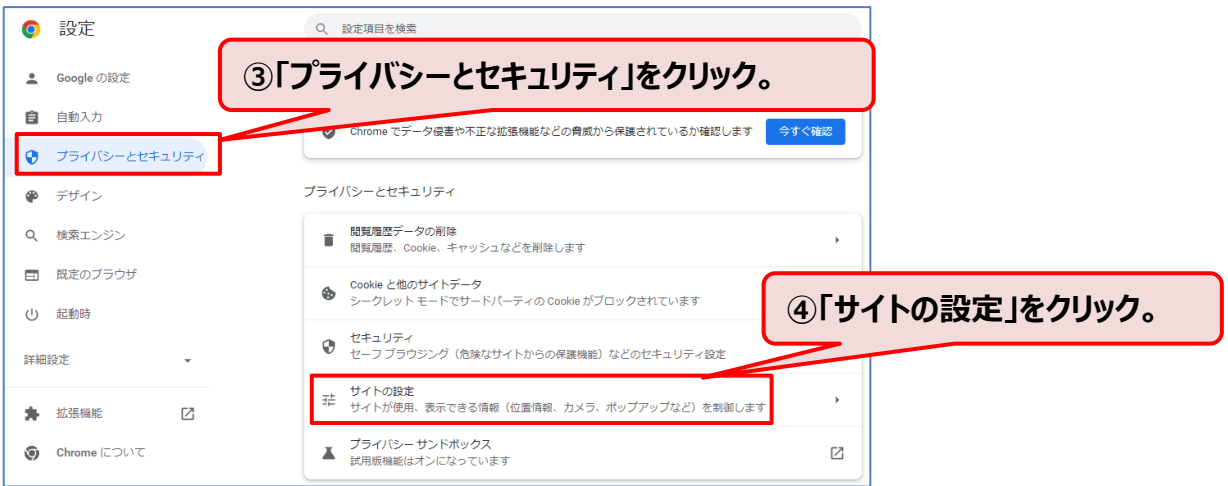 設定
設定項目を検索
Google の設定
③「プライバシーとセキュリティ」をクリック。
自動入力
Chrome でデータ侵害や不正な拡張機能などの脅威から保護されているか確認します
今すぐ確認
プライバシーとセキュリティ
デザイン
検索エンジン
既定のブラウザ
起動時
詳細設定
拡張機能
Chrome について
プライバシーとセキュリティ
閲覧履歴データの削除
閲覧履歴、Cookie、キャッシュなどを削除します
Cookie と他のサイトデータ
シークレット モードでサードパーティの Cookie がブロックされています
④「サイトの設定」をクリック。
セキュリティ
セーフ ブラウジング（危険なサイトからの保護機能）などのセキュリティ設定
サイトの設定
サイトが使用、表示できる情報（位置情報、カメラ、ポップアップなど）を制御します
プライバシー サンドボックス
試用版機能はオンになっています